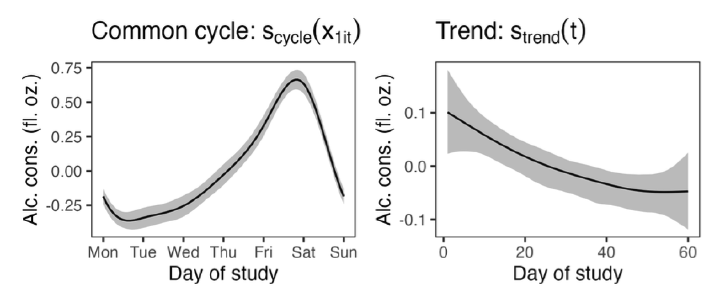 Common cycle: s_cycle(x_1it)
Alc. cons. (fl. oz.)
0.75
0.50
0.25
0.00
-0.25
Mon Tue Wed Thu Fri Sat Sun
Day of study
Trend: s_trend(t)
Alc. cons. (fl. oz.)
0.1
0.0
-0.1
0 20 40 60
Day of study